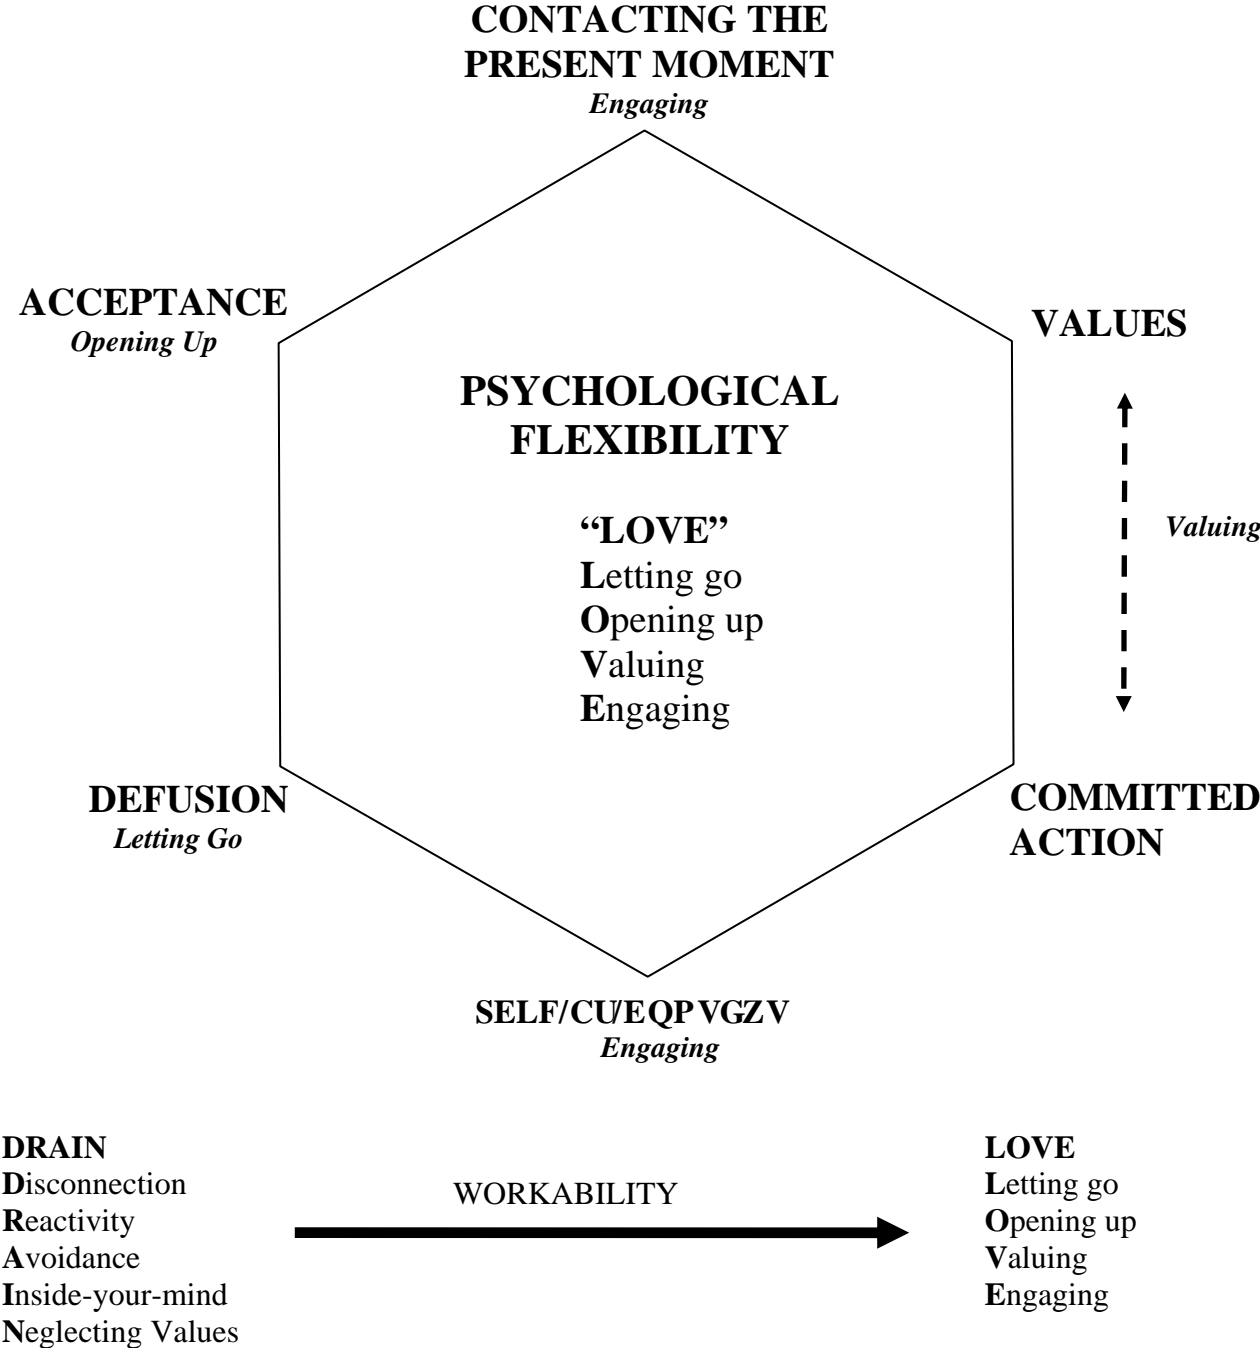 CONTACTING THE
PRESENT MOMENT
Engaging
ACCEPTANCE
Opening Up
VALUES
PSYCHOLOGICAL
FLEXIBILITY
“LOVE”
Letting go
Opening up
Valuing
Engaging
Valuing
DEFUSION
Letting Go
COMMITTED
ACTION
SELF/CU/EQPVGZV
Engaging
DRAIN
Disconnection
Reactivity
Avoidance
Inside-your-mind
Neglecting Values
WORKABILITY
LOVE
Letting go
Opening up
Valuing
Engaging